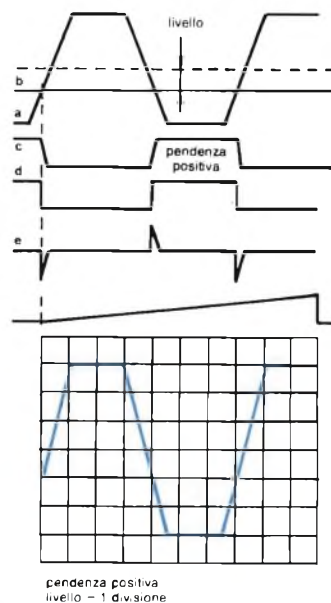 livello
b
a
c
pendenza
positiva
d
e
pendenza positiva
livello – 1 divisione